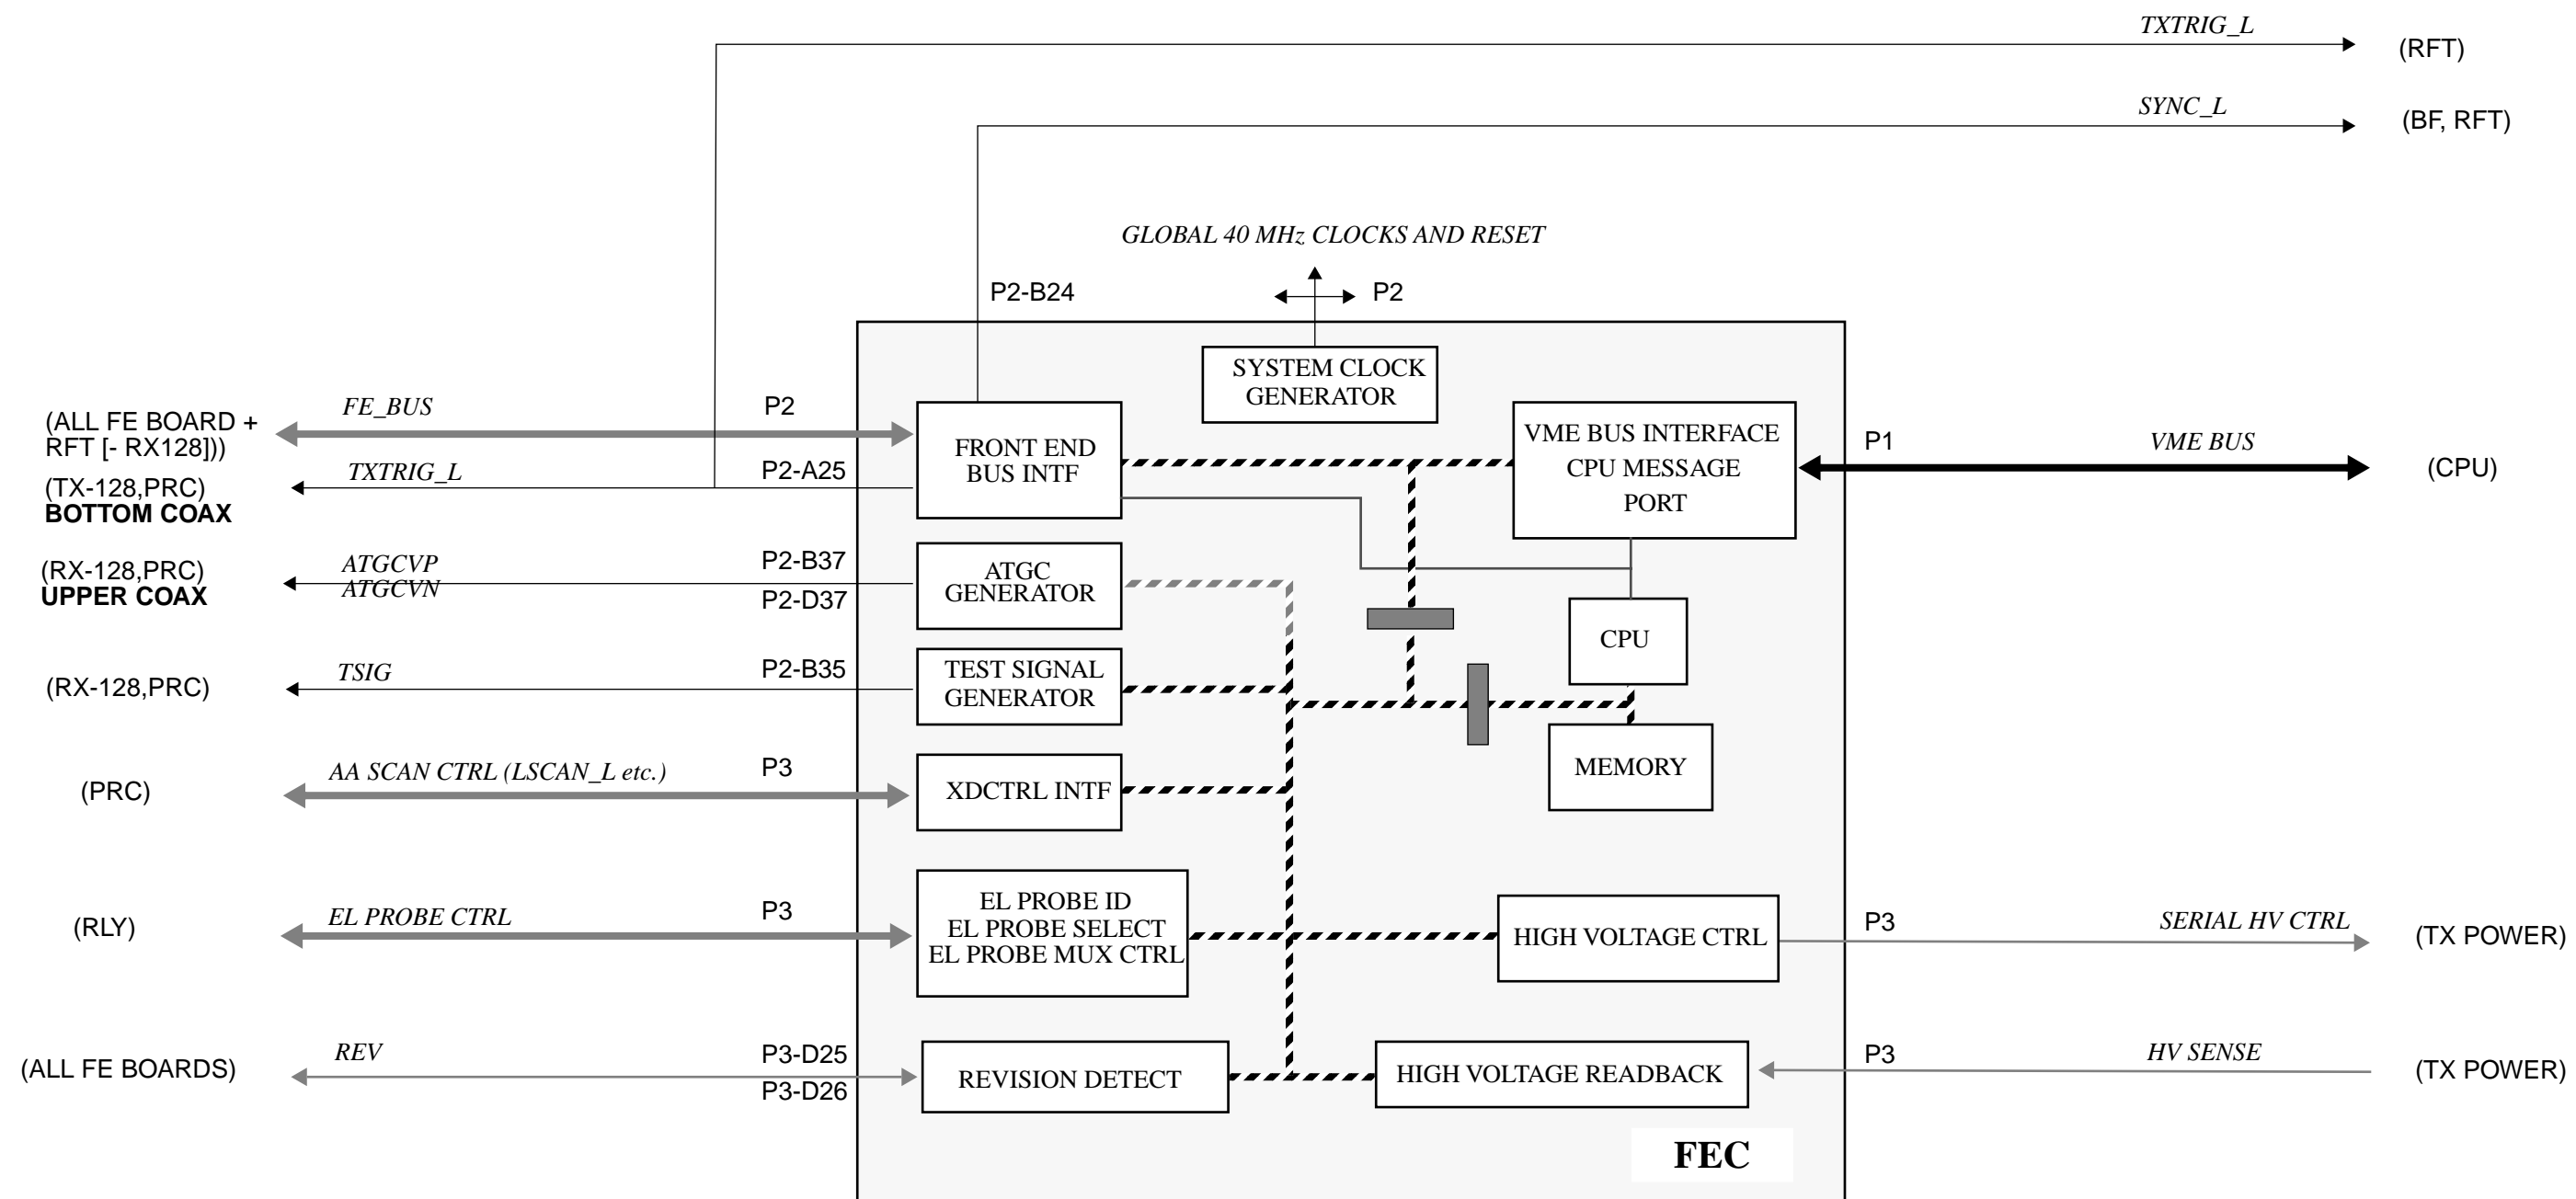 TXTRIG_L
(RFT)
SYNC_L
(BF, RFT)
GLOBAL 40 MHz CLOCKS AND RESET
P2-B24
P2
SYSTEM CLOCK
GENERATOR
(ALL FE BOARD +
RFT [- RX128]))
FE_BUS
P2
FRONT END
BUS INTF
VME BUS INTERFACE
CPU MESSAGE
PORT
P1
VME BUS
(CPU)
(TX-128,PRC)
BOTTOM COAX
TXTRIG_L
P2-A25
(RX-128,PRC)
UPPER COAX
ATGCVP
ATGCVN
P2-B37
P2-D37
ATGC
GENERATOR
CPU
(RX-128,PRC)
TSIG
P2-B35
TEST SIGNAL
GENERATOR
MEMORY
(PRC)
AA SCAN CTRL (LSCAN_L etc.)
P3
XDCTRL INTF
(RLY)
EL PROBE CTRL
P3
EL PROBE ID
EL PROBE SELECT
EL PROBE MUX CTRL
HIGH VOLTAGE CTRL
P3
SERIAL HV CTRL
(TX POWER)
(ALL FE BOARDS)
REV
P3-D25
P3-D26
REVISION DETECT
HIGH VOLTAGE READBACK
P3
HV SENSE
(TX POWER)
FEC